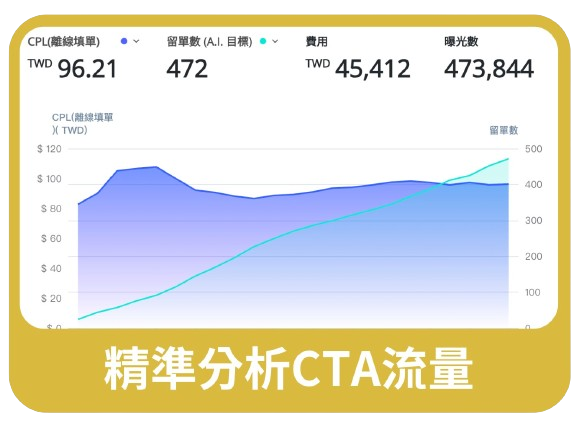 CPL(離線填單)
留單數 (A.I. 目標)
費用
曝光數
TWD 96.21
472
TWD 45,412
473,844
CPL(離線填單
)( TWD)
留單數
$ 120
500
$ 100
400
$ 80
300
$ 60
200
$ 40
100
$ 20
$ 0
0
精準分析CTA流量